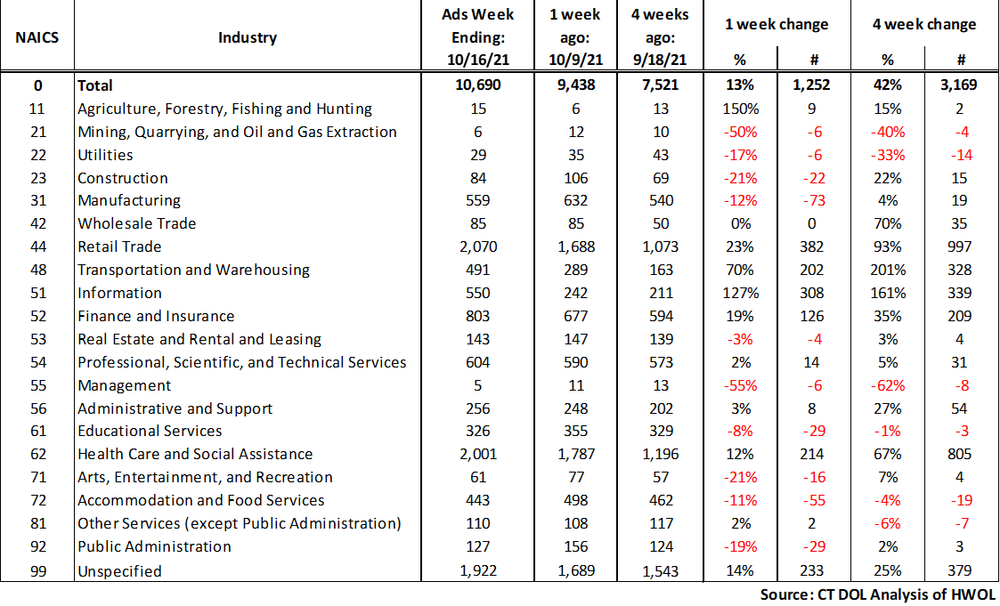 NAICS Industry Ads Week Ending: 10/16/21 1 week ago: 10/9/21 4 weeks ago: 9/18/21 1 week change 4 week change
% # % #
0 Total 10,690 9,438 7,521 13% 1,252 42% 3,169
11 Agriculture, Forestry, Fishing and Hunting 15 6 13 150% 9 15% 2
21 Mining, Quarrying, and Oil and Gas Extraction 6 12 10 -50% -6 -40% -4
22 Utilities 29 35 43 -17% -6 -33% -14
23 Construction 84 106 69 -21% -22 22% 15
31 Manufacturing 559 632 540 -12% -73 4% 19
42 Wholesale Trade 85 85 50 0% 0 70% 35
44 Retail Trade 2,070 1,688 1,073 23% 382 93% 997
48 Transportation and Warehousing 491 289 163 70% 202 201% 328
51 Information 550 242 211 127% 308 161% 339
52 Finance and Insurance 803 677 594 19% 126 35% 209
53 Real Estate and Rental and Leasing 143 147 139 -3% -4 3% 4
54 Professional, Scientific, and Technical Services 604 590 573 2% 14 5% 31
55 Management 5 11 13 -55% -6 -62% -8
56 Administrative and Support 256 248 202 3% 8 27% 54
61 Educational Services 326 355 329 -8% -29 -1% -3
62 Health Care and Social Assistance 2,001 1,787 1,196 12% 214 67% 805
71 Arts, Entertainment, and Recreation 61 77 57 -21% -16 7% 4
72 Accommodation and Food Services 443 498 462 -11% -55 -4% -19
81 Other Services (except Public Administration) 110 108 117 2% 2 -6% -7
92 Public Administration 127 156 124 -19% -29 2% 3
99 Unspecified 1,922 1,689 1,543 14% 233 25% 379
Source: CT DOL Analysis of HWOL